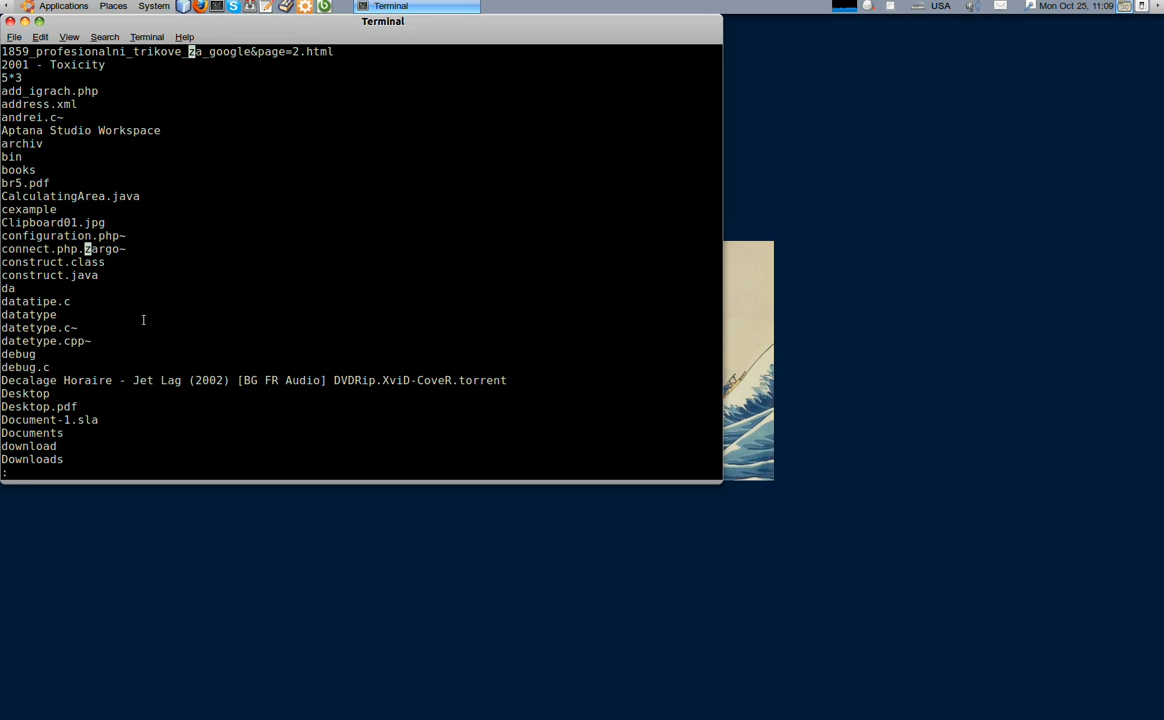 Applications Places System Terminal USA Mon Oct 25, 11:09
Terminal
File Edit View Search Terminal Help
1859_profesionalni_trikove_za_google&page=2.html
2001 - Toxicity
5*3
add_igrach.php
address.xml
andrei.c~
Aptana Studio Workspace
archiv
bin
books
br5.pdf
CalculatingArea.java
cexample
Clipboard01.jpg
configuration.php~
connect.php.zargo~
construct.class
construct.java
da
datatipe.c
datatype
datetype.c~
datetype.cpp~
debug
debug.c
Decalage Horaire - Jet Lag (2002) [BG FR Audio] DVDRip.XviD-CoveR.torrent
Desktop
Desktop.pdf
Document-1.sla
Documents
download
Downloads
: